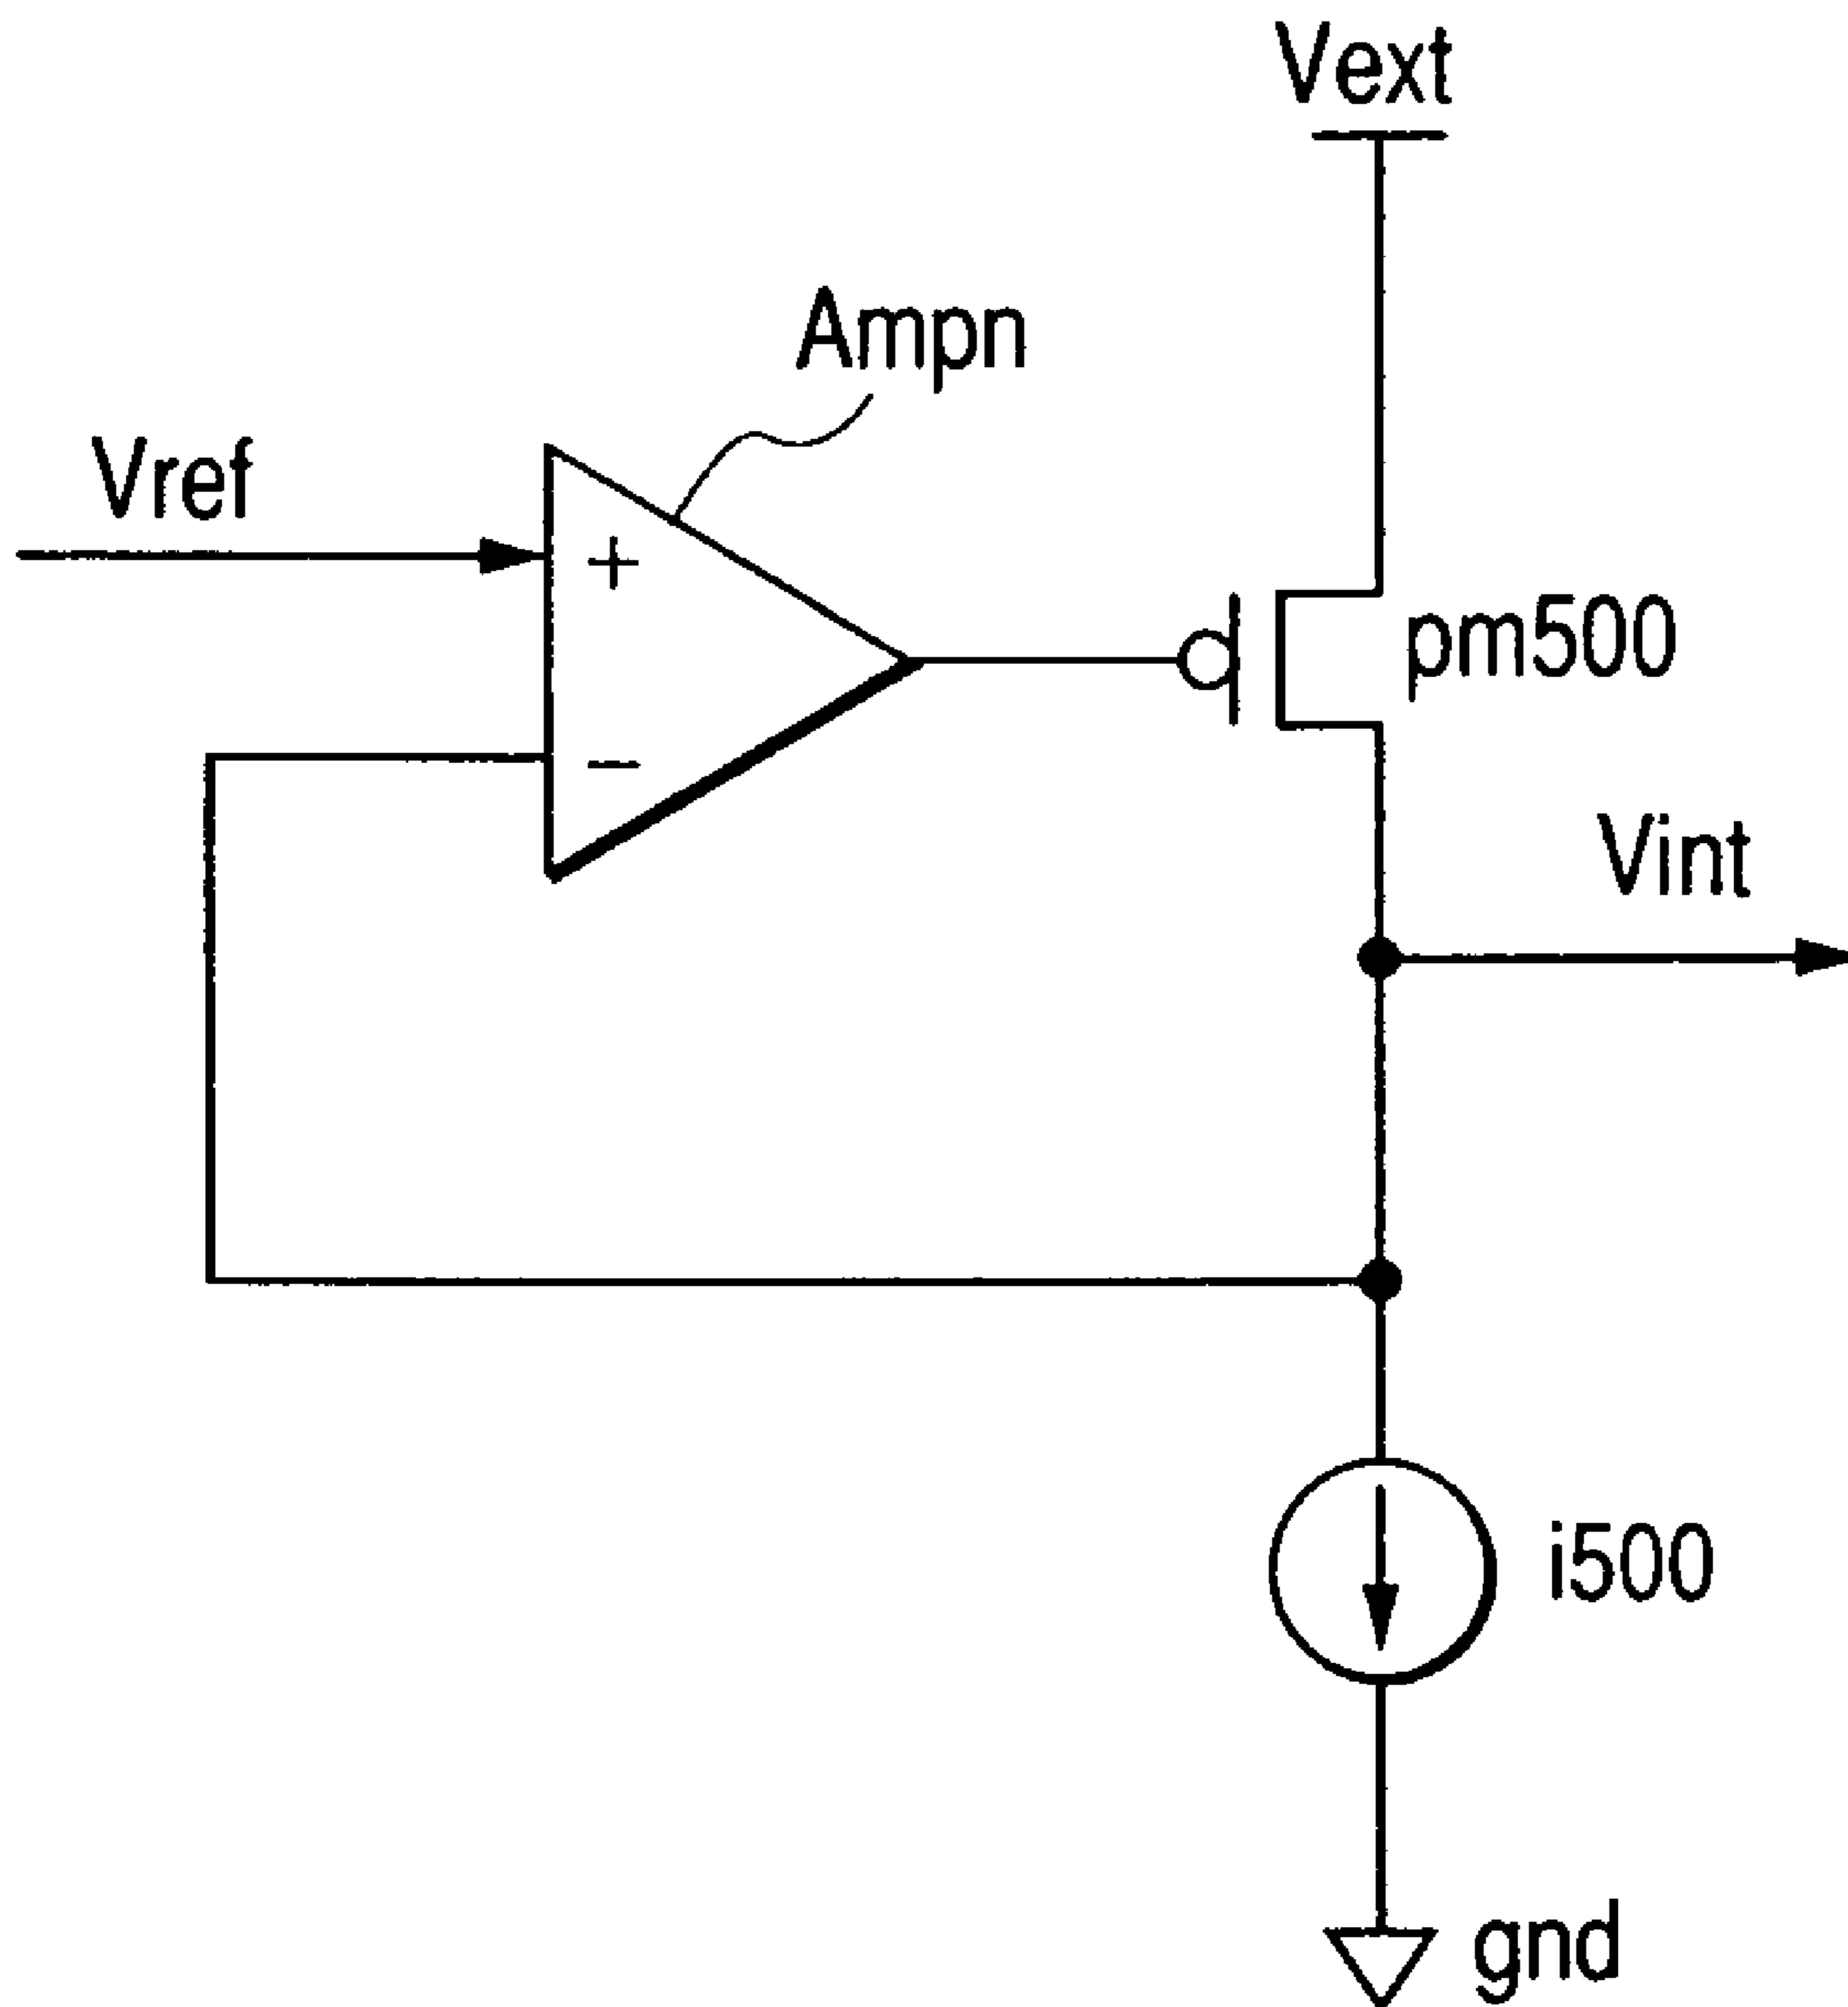 Vext
Ampn
Vref
+
pm500
−
Vint
i500
gnd